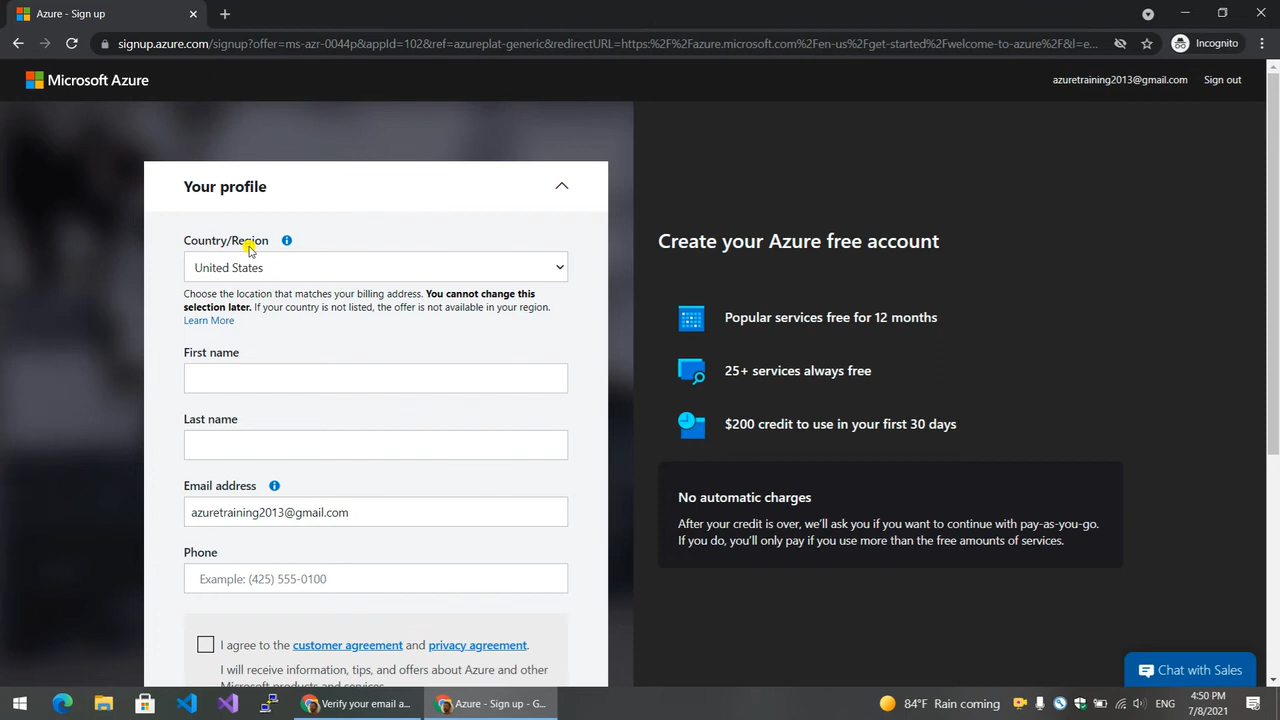 Azure - Sign up
signup.azure.com/signup?offer=ms-azr-0044p&appId=102&ref=azureplat-generic&redirectURL=https:%2F%2Fazure.microsoft.com%2Fen-us%2Fget-started%2Fwelcome-to-azure%2F&l=e...
Incognito
Microsoft Azure
azuretraining2013@gmail.com
Sign out
Your profile
Country/Region
United States
Choose the location that matches your billing address. You cannot change this
selection later. If your country is not listed, the offer is not available in your region.
Learn More
First name
Last name
Email address
azuretraining2013@gmail.com
Phone
Example: (425) 555-0100
I agree to the customer agreement and privacy agreement.
I will receive information, tips, and offers about Azure and other
Microsoft products and services.
Create your Azure free account
Popular services free for 12 months
25+ services always free
$200 credit to use in your first 30 days
No automatic charges
After your credit is over, we'll ask you if you want to continue with pay-as-you-go.
If you do, you'll only pay if you use more than the free amounts of services.
Chat with Sales
Verify your email a...
Azure - Sign up - G...
84°F Rain coming
ENG
4:50 PM
7/8/2021